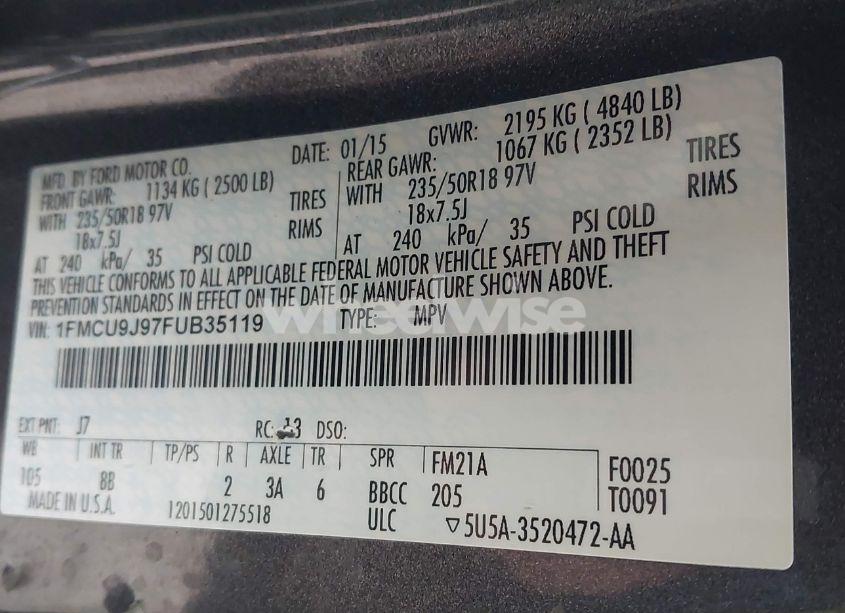 MFD. BY FORD MOTOR CO. DATE: 01/15 GVWR: 2195 KG ( 4840 LB)
FRONT GAWR: 1134 KG ( 2500 LB) REAR GAWR: 1067 KG ( 2352 LB)
WITH 235/50R18 97V TIRES WITH 235/50R18 97V TIRES
18x7.5J RIMS 18x7.5J RIMS
AT 240 kPa/ 35 PSI COLD AT 240 kPa/ 35 PSI COLD
THIS VEHICLE CONFORMS TO ALL APPLICABLE FEDERAL MOTOR VEHICLE SAFETY AND THEFT
PREVENTION STANDARDS IN EFFECT ON THE DATE OF MANUFACTURE SHOWN ABOVE.
VIN: 1FMCU9J97FUB35119 TYPE: MPV
wheelwise
EXT PNT: J7 RC: 13 DSO:
WB INT TR TP/PS R AXLE TR SPR FM21A F0025
105 8B 2 3A 6 BBCC 205 T0091
MADE IN U.S.A. 1201501275518 ULC ▽5U5A-3520472-AA